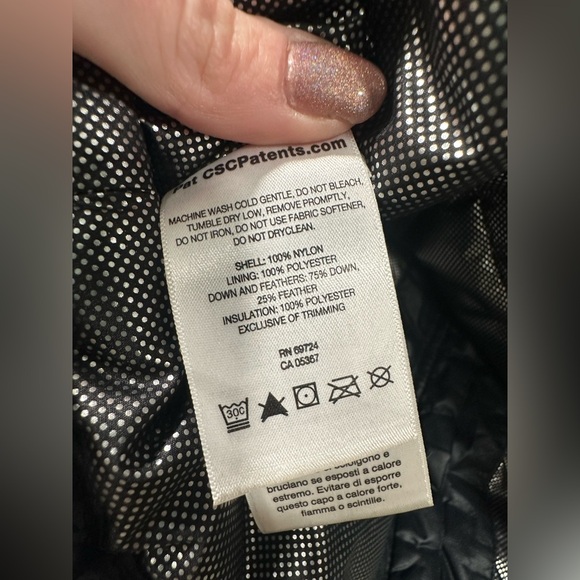 Pat CSCPatents.com
MACHINE WASH COLD GENTLE, DO NOT BLEACH,
TUMBLE DRY LOW, REMOVE PROMPTLY,
DO NOT IRON, DO NOT USE FABRIC SOFTENER,
DO NOT DRYCLEAN.
SHELL: 100% NYLON
LINING: 100% POLYESTER
DOWN AND FEATHERS: 75% DOWN,
25% FEATHER
INSULATION: 100% POLYESTER
EXCLUSIVE OF TRIMMING
RN 69724
CA 05367
30C
bruciano se esposti a calore
estremo. Evitare di esporre
questo capo a calore forte,
fiamma o scintille.